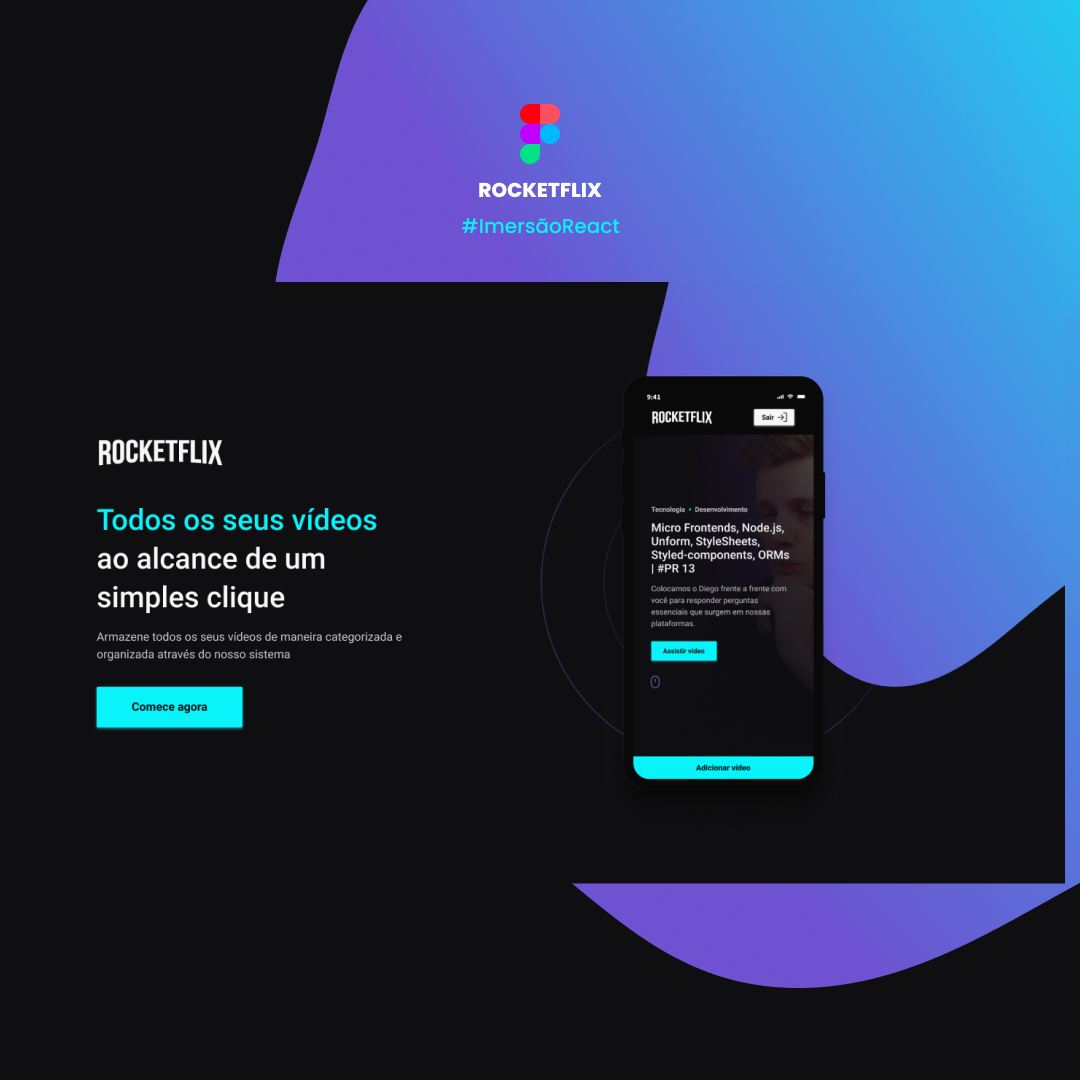 ROCKETFLIX
#ImersãoReact
ROCKETFLIX
Todos os seus vídeos
ao alcance de um
simples clique
Armazene todos os seus vídeos de maneira categorizada e
organizada através do nosso sistema
Comece agora
9:41
ROCKETFLIX
Sair
Tecnologia • Desenvolvimento
Micro Frontends, Node.js,
Unform, StyleSheets,
Styled-components, ORMs
| #PR 13
Colocamos o Diego frente a frente com
você para responder perguntas
essenciais que surgem em nossas
plataformas.
Assistir vídeo
Adicionar vídeo